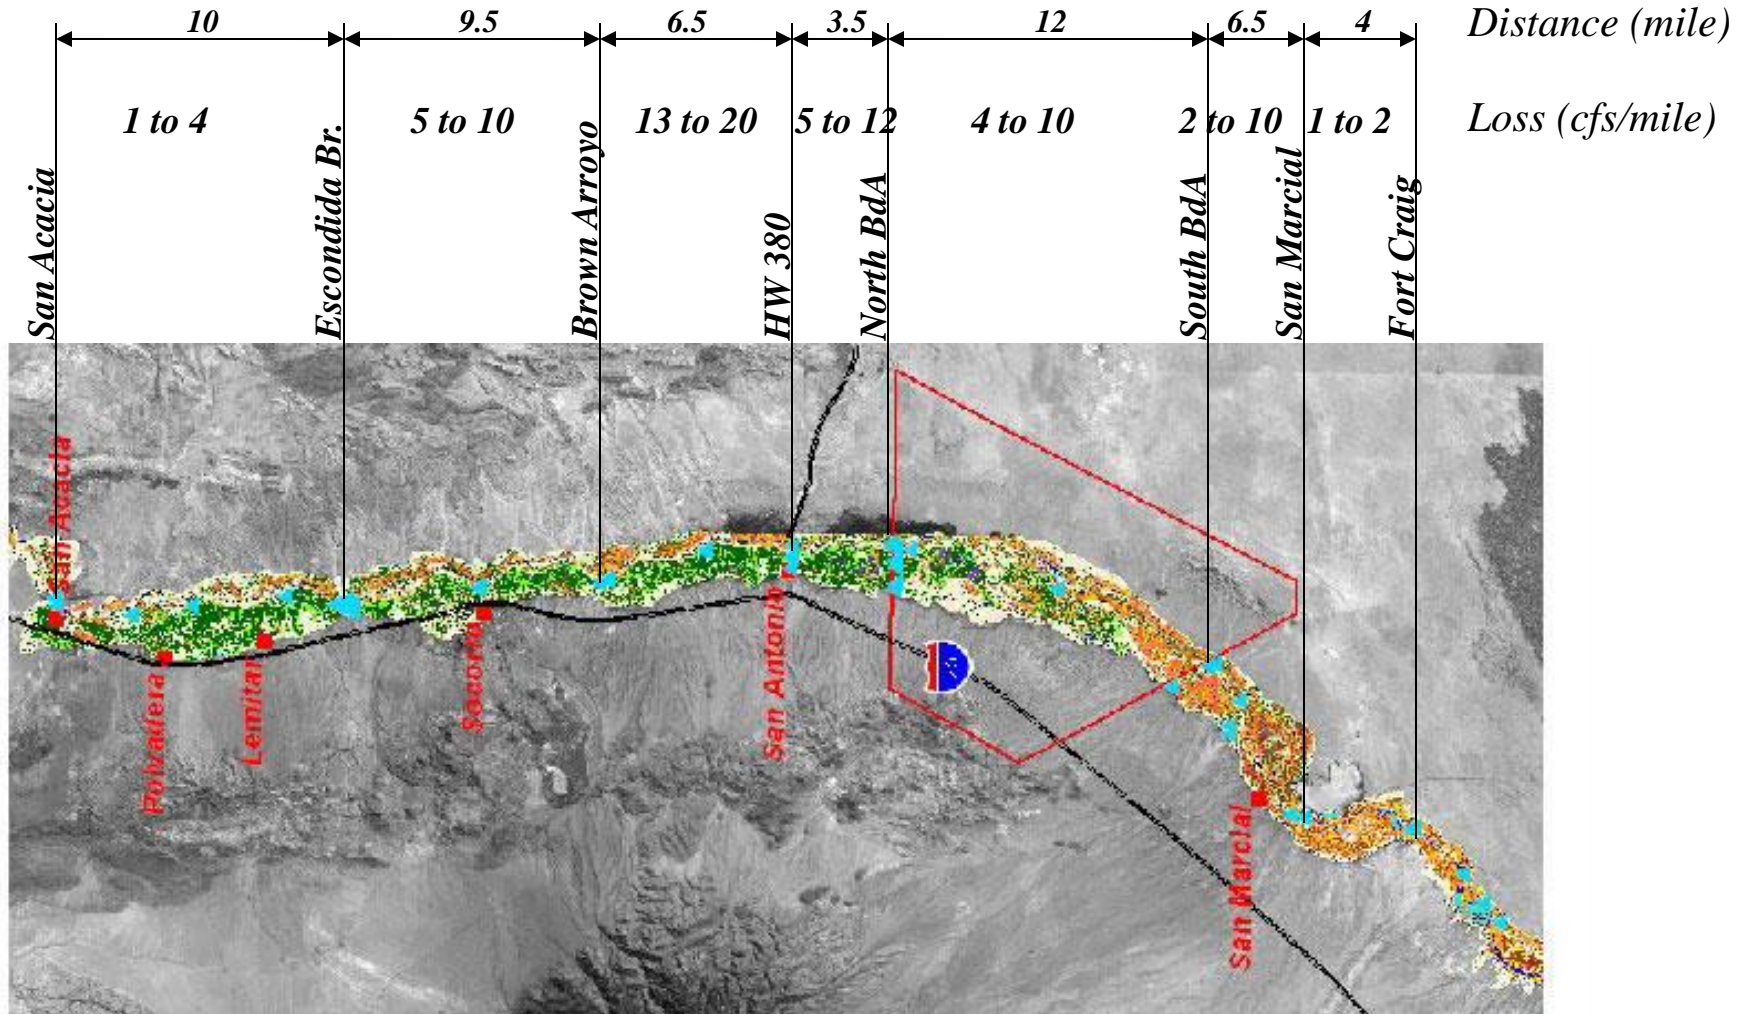 10 9.5 6.5 3.5 12 6.5 4 Distance (mile)
1 to 4 5 to 10 13 to 20 5 to 12 4 to 10 2 to 10 1 to 2 Loss (cfs/mile)
San Acacia
Escondida Br.
Brown Arroyo
HW 380
North BdA
South BdA
San Marcial
Fort Craig
San Acacia
Polvadera
Lemitar
Socorro
San Antonio
San Marcial